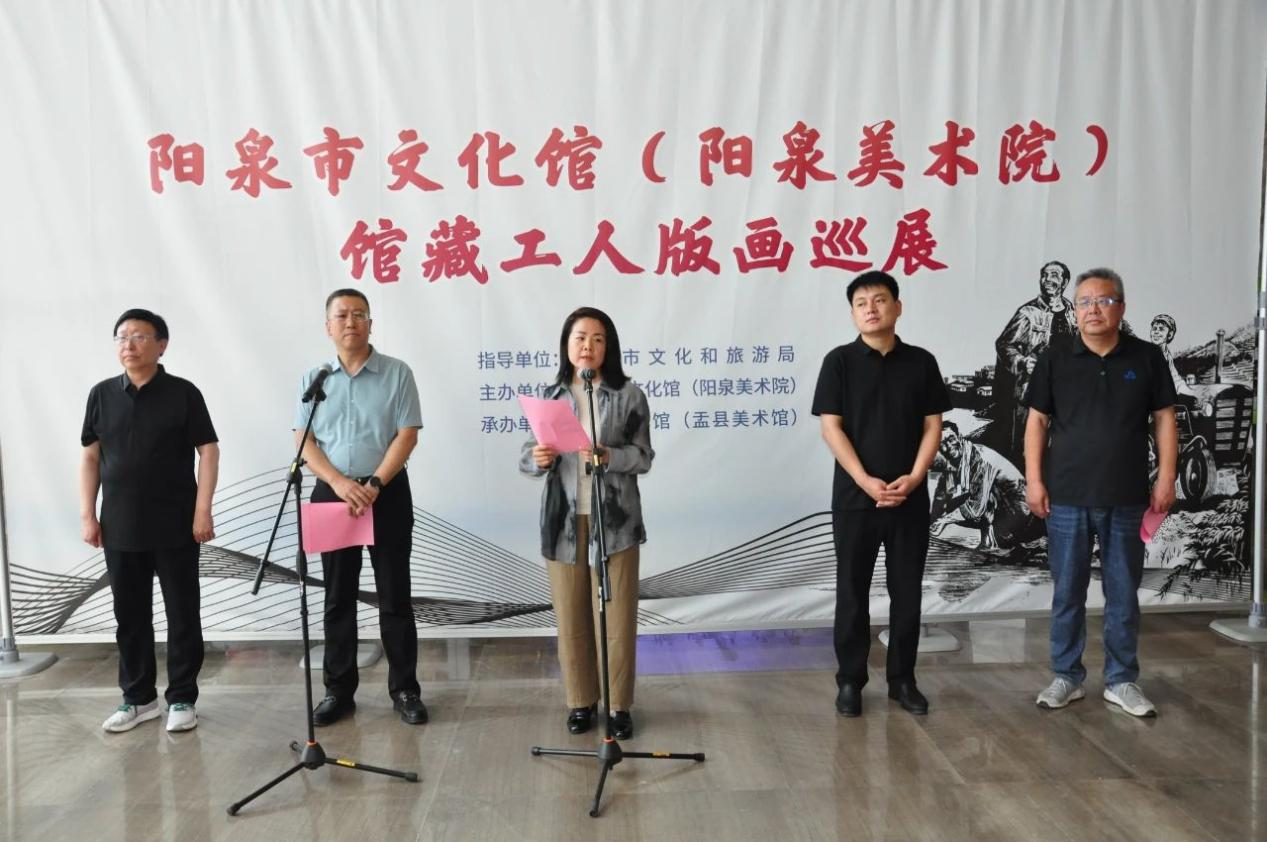 阳泉市文化馆（阳泉美术院）
馆藏工人版画巡展
指导单位： 市文化和旅游局
主办单位 文化馆（阳泉美术院）
承办单 馆（盂县美术馆）